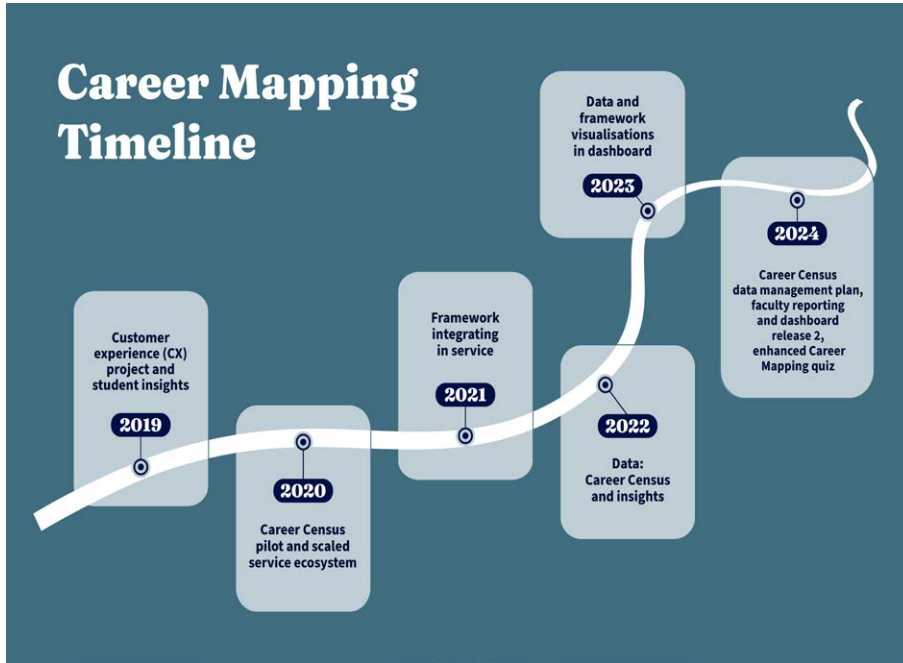 Career Mapping
Timeline
Customer
experience (CX)
project and
student insights
2019
2020
Career Census
pilot and scaled
service ecosystem
Framework
integrating
in service
2021
2022
Data:
Career Census
and insights
Data and
framework
visualisations
in dashboard
2023
2024
Career Census
data management plan,
faculty reporting
and dashboard
release 2,
enhanced Career
Mapping quiz